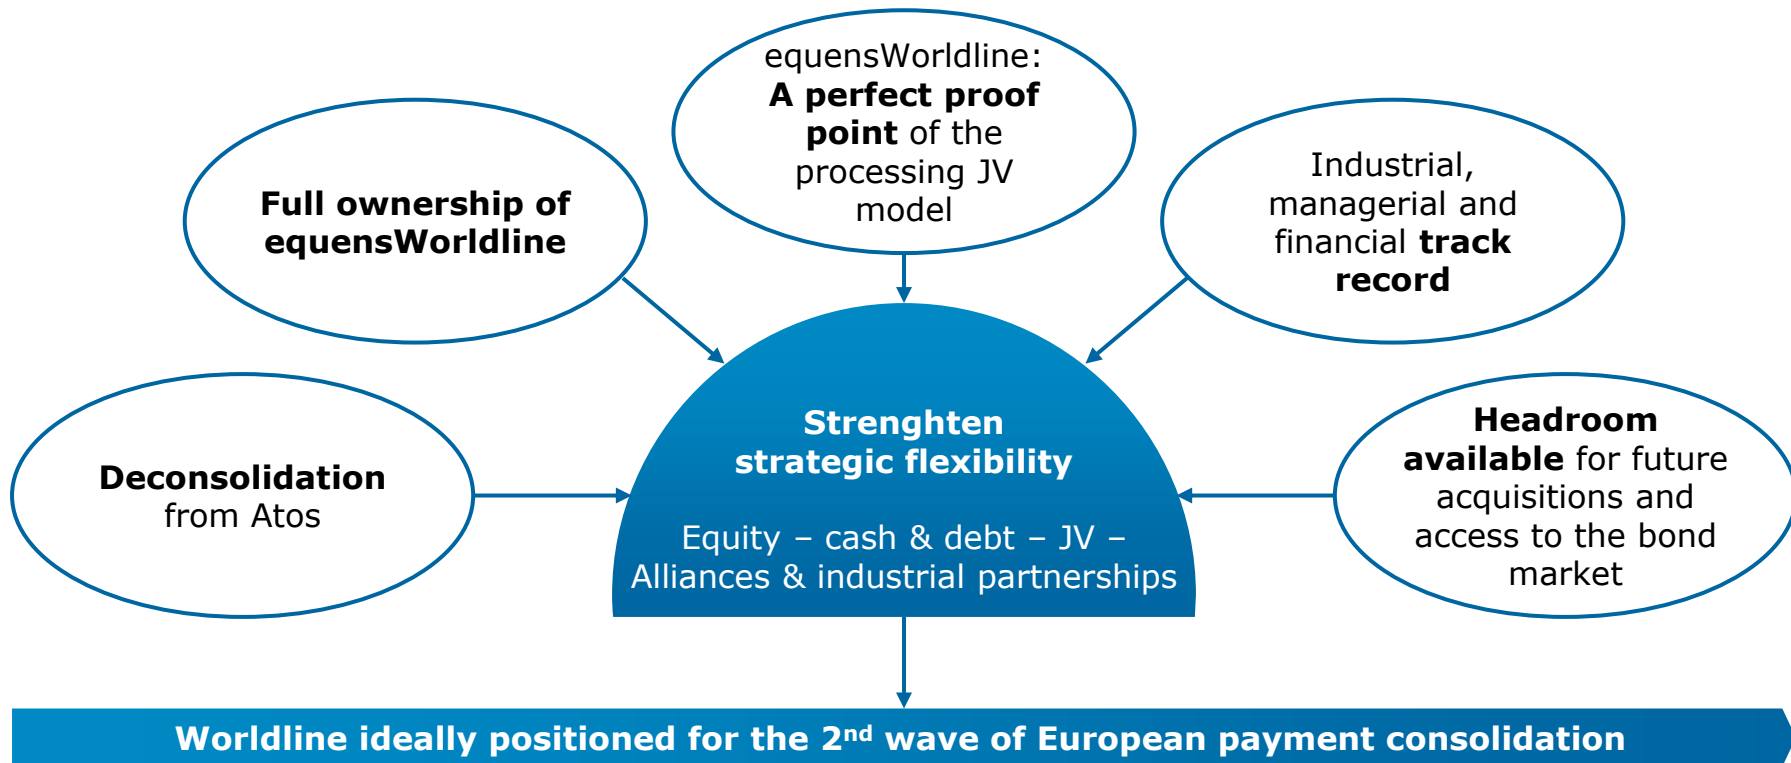 equensWorldline:
A perfect proof
point of the
processing JV
model
Full ownership of
equensWorldline
Industrial,
managerial and
financial track
record
Deconsolidation
from Atos
Strenghten
strategic flexibility
Equity – cash & debt – JV –
Alliances & industrial partnerships
Headroom
available for future
acquisitions and
access to the bond
market
Worldline ideally positioned for the 2nd wave of European payment consolidation